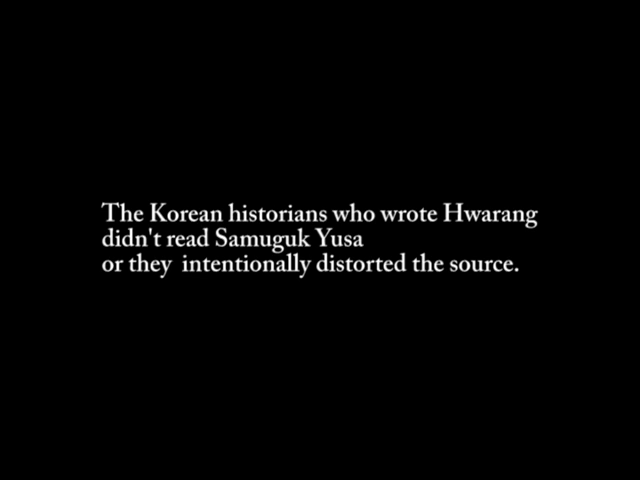 The Korean historians who wrote Hwarang
didn't read Samuguk Yusa
or they  intentionally distorted the source.